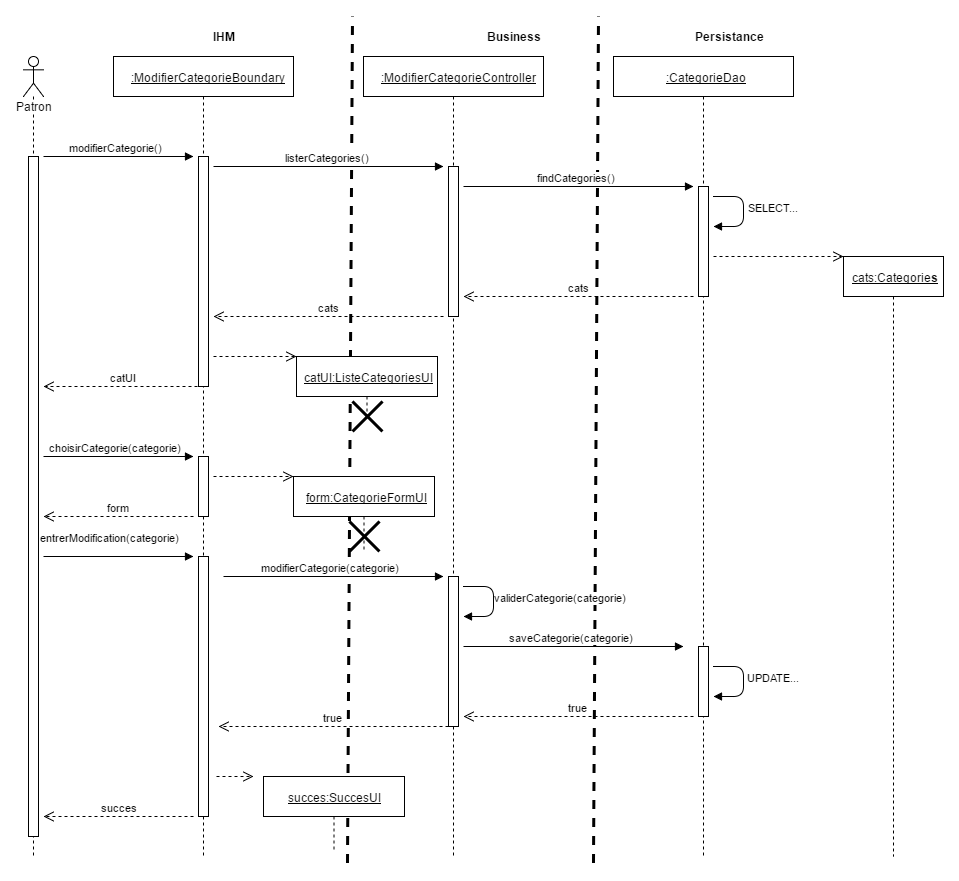 IHM
Business
Persistance
:ModifierCategorieBoundary
:ModifierCategorieController
:CategorieDao
Patron
modifierCategorie()
listerCategories()
findCategories()
SELECT...
cats:Categories
cats
cats
catUI:ListeCategoriesUI
catUI
choisirCategorie(categorie)
form:CategorieFormUI
form
entrerModification(categorie)
modifierCategorie(categorie)
validerCategorie(categorie)
saveCategorie(categorie)
UPDATE...
true
true
succes:SuccesUI
succes